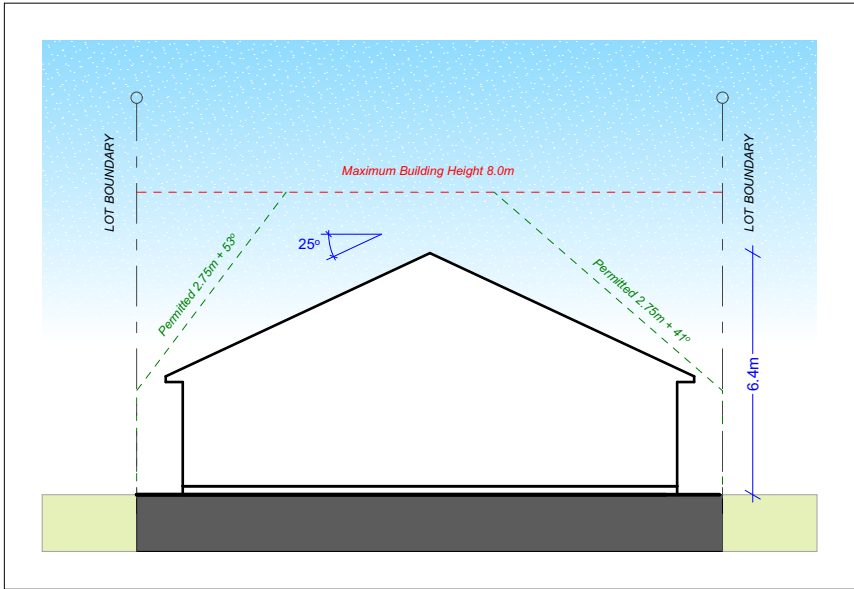 LOT BOUNDARY
Maximum Building Height 8.0m
LOT BOUNDARY
25º
Permitted 2.75m + 53º
Permitted 2.75m + 41º
6.4m